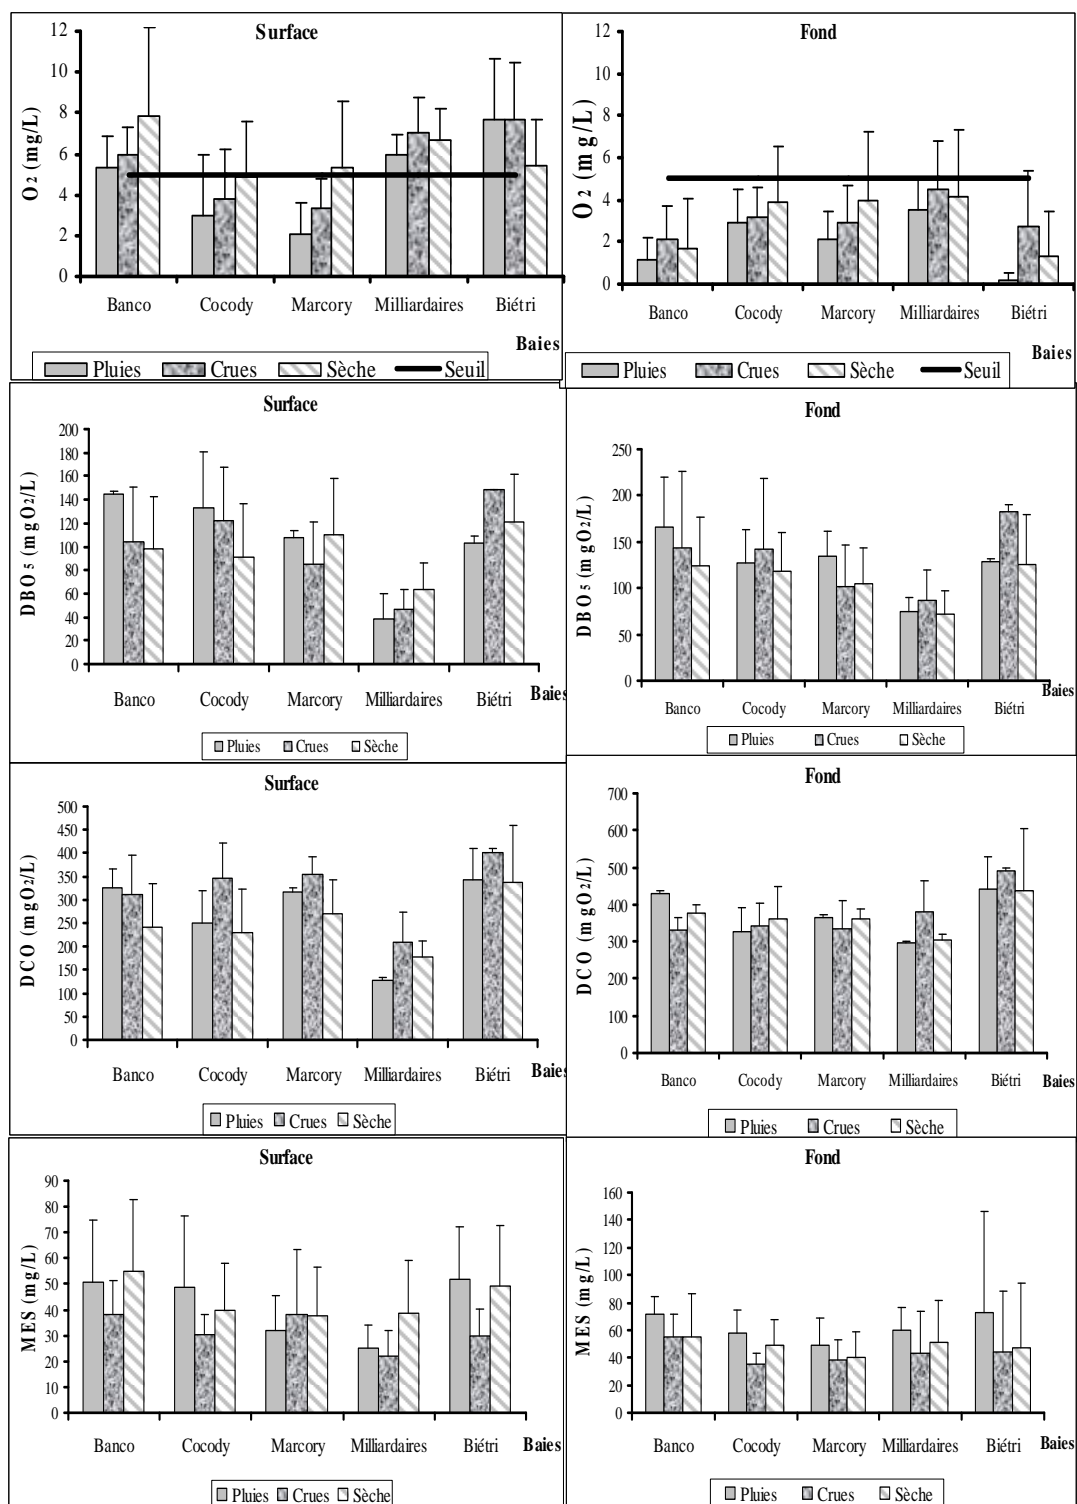 Surface
O2 (mg/L)
12
10
8
6
4
2
0
Banco Cocody Marcory Milliardaires Biétri
Baies
Pluies Crues Sèche Seuil
Fond
O2 (mg/L)
12
10
8
6
4
2
0
Banco Cocody Marcory Milliardaires Biétri
Baies
Pluies Crues Sèche Seuil
Surface
DBO5 (mgO2/L)
200
180
160
140
120
100
80
60
40
20
0
Banco Cocody Marcory Milliardaires Biétri Baies
Pluies Crues Sèche
Fond
DBO5 (mgO2/L)
250
200
150
100
50
0
Banco Cocody Marcory Milliardaires Biétri Baies
Pluies Crues Sèche
Surface
DCO (mgO2/L)
500
450
400
350
300
250
200
150
100
50
0
Banco Cocody Marcory Milliardaires Biétri Baies
Pluies Crues Sèche
Fond
DCO (mgO2/L)
700
600
500
400
300
200
100
0
Banco Cocody Marcory Milliardaires Biétri Baies
Pluies Crues Sèche
Surface
MES (mg/L)
90
80
70
60
50
40
30
20
10
0
Banco Cocody Marcory Milliardaires Biétri Baies
Pluies Crues Sèche
Fond
MES (mg/L)
160
140
120
100
80
60
40
20
0
Banco Cocody Marcory Milliardaires Biétri Baies
Pluies Crues Sèche